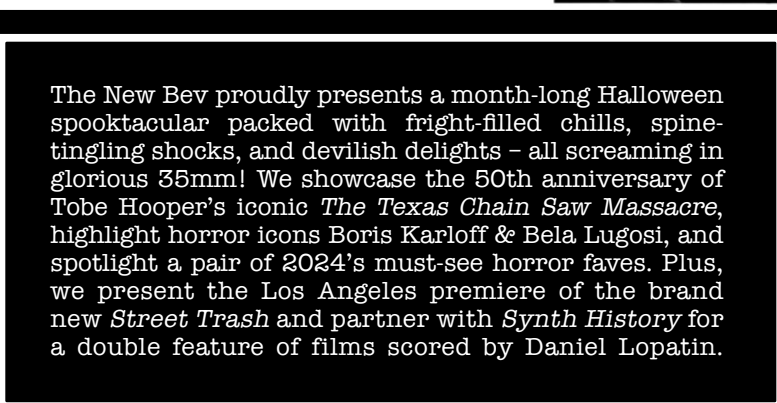 The New Bev proudly presents a month-long Halloween
spooktacular packed with fright-filled chills, spine-
tingling shocks, and devilish delights – all screaming in
glorious 35mm! We showcase the 50th anniversary of
Tobe Hooper's iconic The Texas Chain Saw Massacre,
highlight horror icons Boris Karloff & Bela Lugosi, and
spotlight a pair of 2024's must-see horror faves. Plus,
we present the Los Angeles premiere of the brand
new Street Trash and partner with Synth History for
a double feature of films scored by Daniel Lopatin.